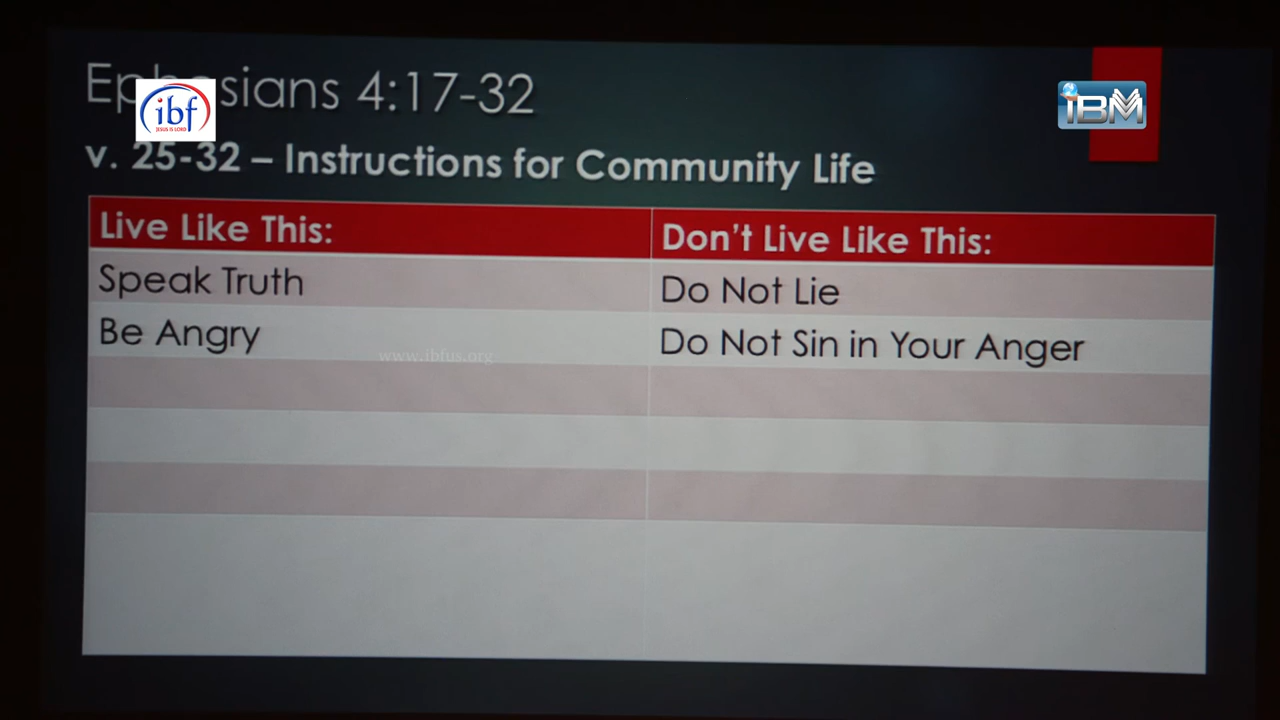 Ephesians 4:17-32
ibf
JESUS IS LORD
iBM
v. 25-32 – Instructions for Community Life
Live Like This:
Don't Live Like This:
Speak Truth
Do Not Lie
Be Angry
Do Not Sin in Your Anger
www.ibfus.org